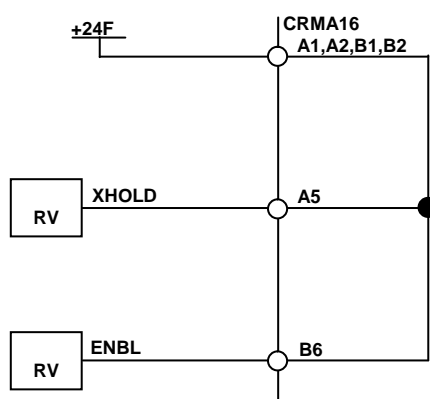 +24F
CRMA16
A1,A2,B1,B2
XHOLD
A5
RV
ENBL
B6
RV